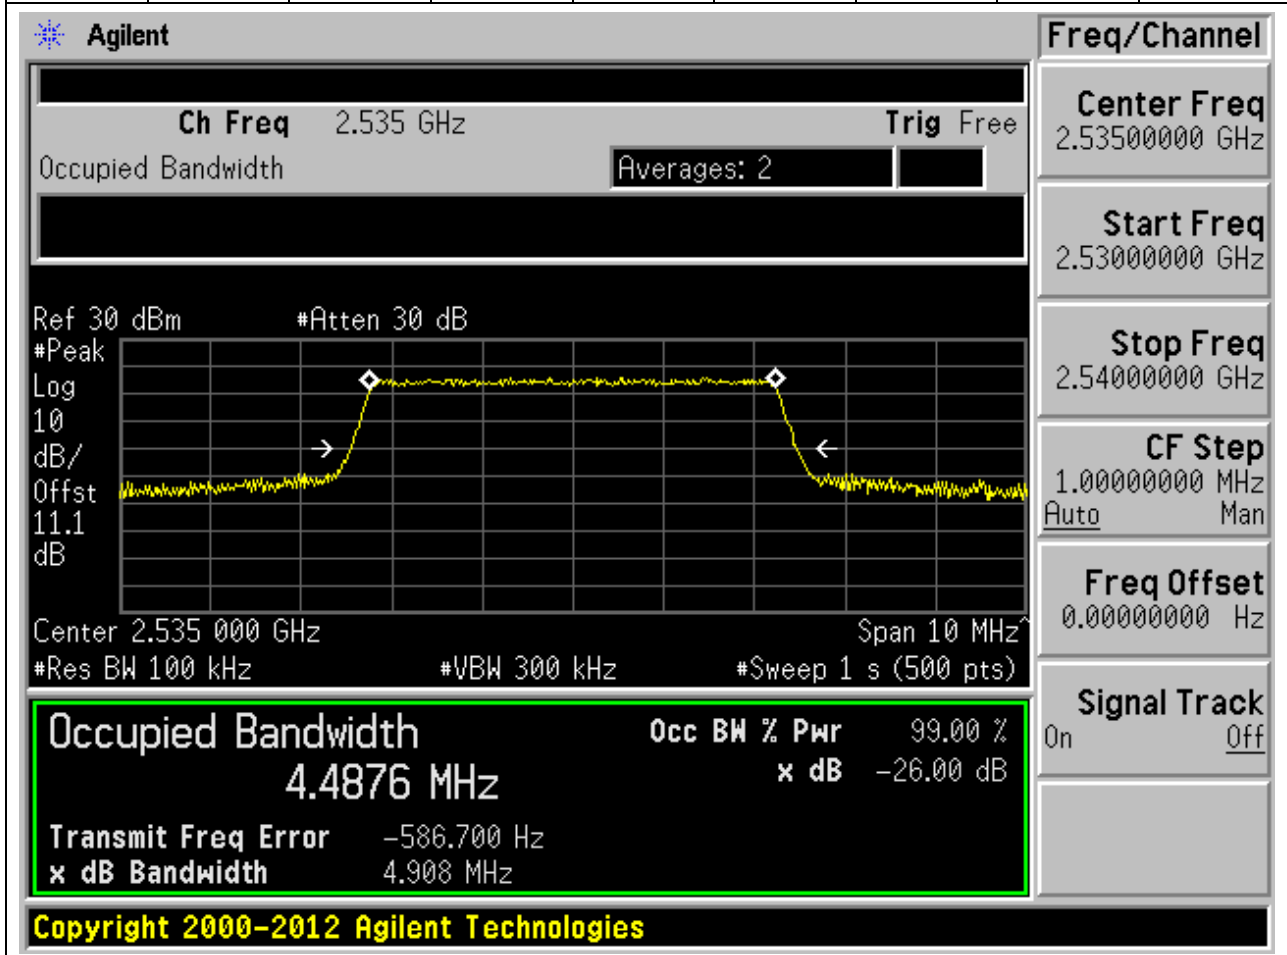 Agilent
Freq/Channel
Ch Freq 2.535 GHz Trig Free
Occupied Bandwidth Averages: 2
Center Freq
2.53500000 GHz
Start Freq
2.53000000 GHz
Stop Freq
2.54000000 GHz
CF Step
1.00000000 MHz
Auto Man
Freq Offset
0.00000000 Hz
Signal Track
On Off
Ref 30 dBm #Atten 30 dB
#Peak
Log
10
dB/
Offst
11.1
dB
Center 2.535 000 GHz Span 10 MHz^
#Res BW 100 kHz #VBW 300 kHz #Sweep 1 s (500 pts)
Occupied Bandwidth Occ BW % Pwr 99.00 %
4.4876 MHz x dB -26.00 dB
Transmit Freq Error -586.700 Hz
x dB Bandwidth 4.908 MHz
Copyright 2000-2012 Agilent Technologies